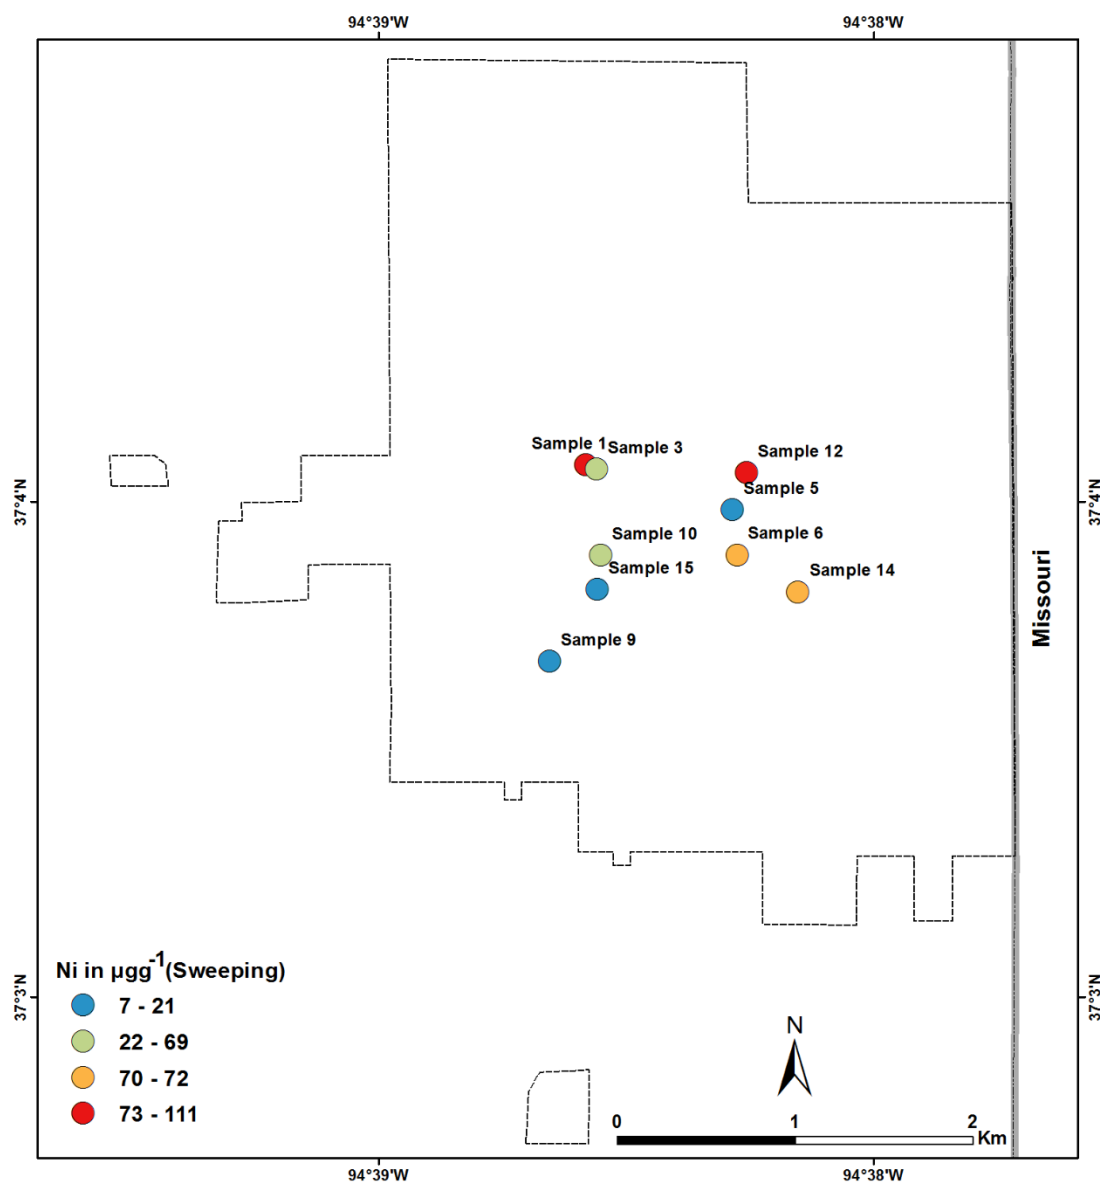 94°39'W
94°38'W
Sample 1
Sample 3
Sample 12
Sample 5
37°4'N
37°4'N
Sample 10
Sample 6
Sample 15
Sample 14
Missouri
Sample 9
Ni in µgg⁻¹(Sweeping)
7 - 21
22 - 69
70 - 72
73 - 111
37°3'N
37°3'N
N
0 1 2
Km
94°39'W
94°38'W